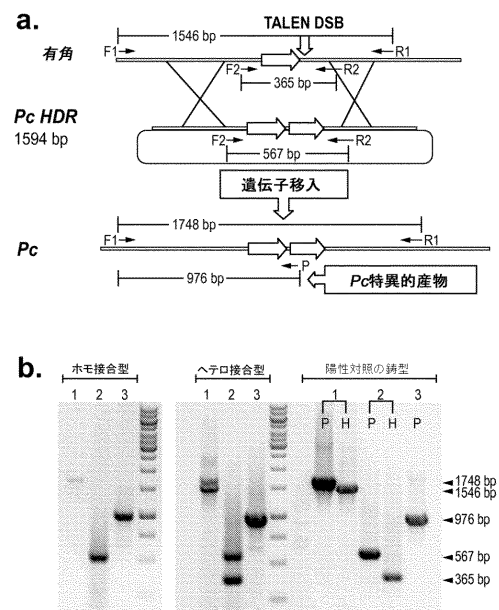 a.
1546 bp
TALEN DSB
有角
F1
R1
F2
R2
365 bp
Pc HDR
1594 bp
F2
R2
567 bp
遺伝子移入
1748 bp
Pc
F1
R1
P
976 bp
Pc特異的産物
b.
ホモ接合型
ヘテロ接合型
陽性対照の鋳型
1 2 3
1 2 3
1 2 3
P H P H P
1748 bp
1546 bp
976 bp
567 bp
365 bp